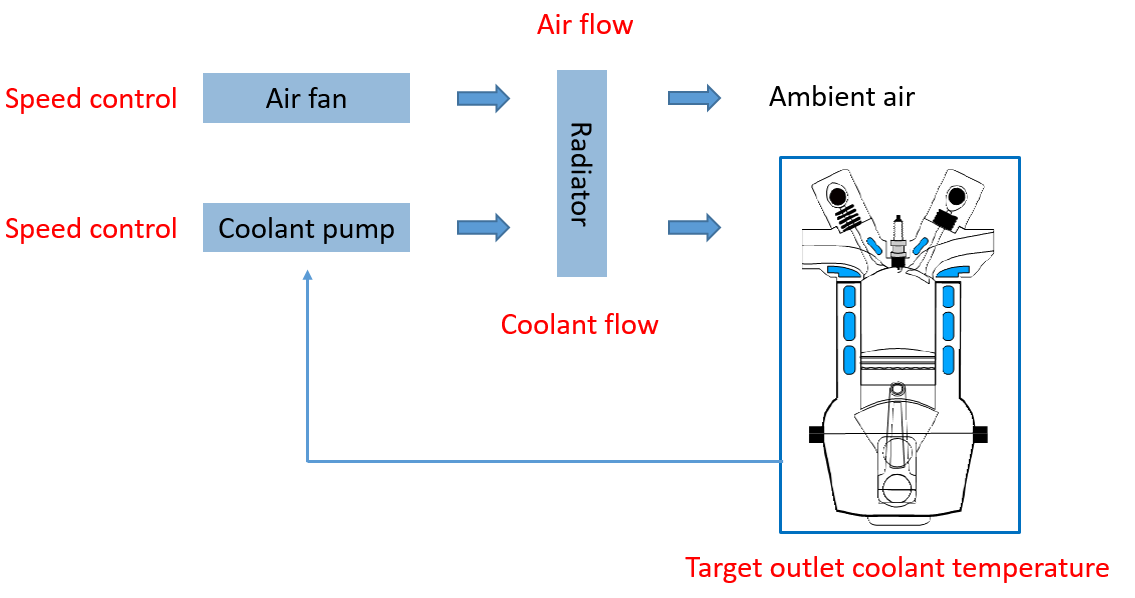 Air flow
Speed control
Air fan
Ambient air
Radiator
Speed control
Coolant pump
Coolant flow
Target outlet coolant temperature